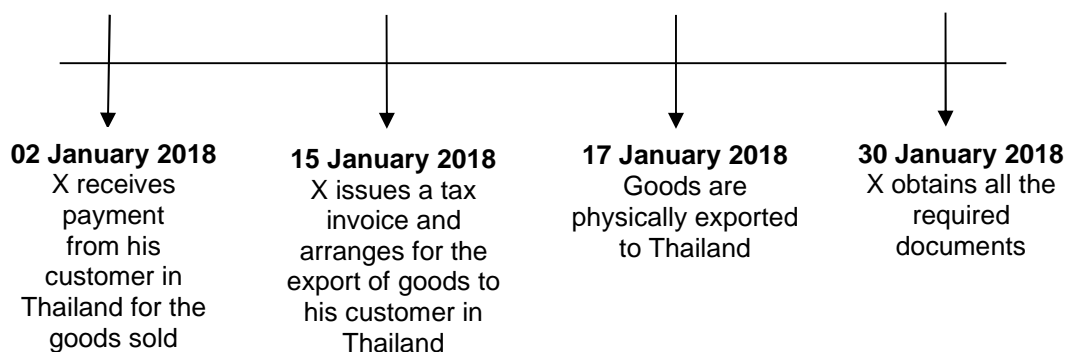 02 January 2018
X receives
payment
from his
customer in
Thailand for the
goods sold
15 January 2018
X issues a tax
invoice and
arranges for the
export of goods to
his customer in
Thailand
17 January 2018
Goods are
physically exported
to Thailand
30 January 2018
X obtains all the
required
documents